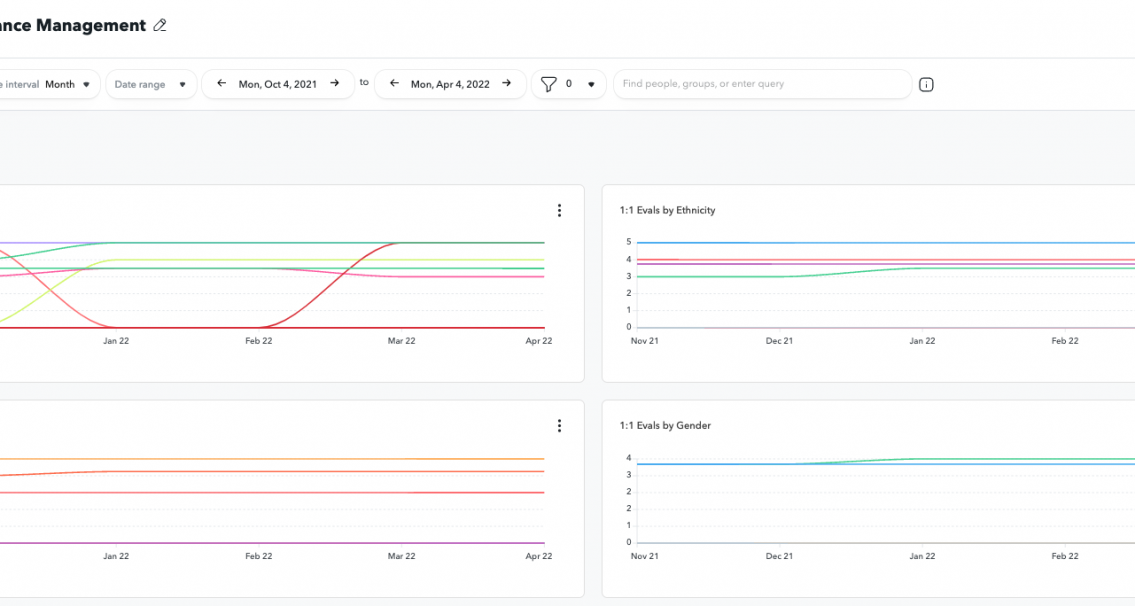 nce Management
e interval Month Date range Mon, Oct 4, 2021 to Mon, Apr 4, 2022 0 Find people, groups, or enter query
1:1 Evals by Ethnicity
5
4
3
2
1
0
Jan 22 Feb 22 Mar 22 Apr 22
Nov 21 Dec 21 Jan 22 Feb 22
1:1 Evals by Gender
4
3
2
2
1
0
Jan 22 Feb 22 Mar 22 Apr 22
Nov 21 Dec 21 Jan 22 Feb 22